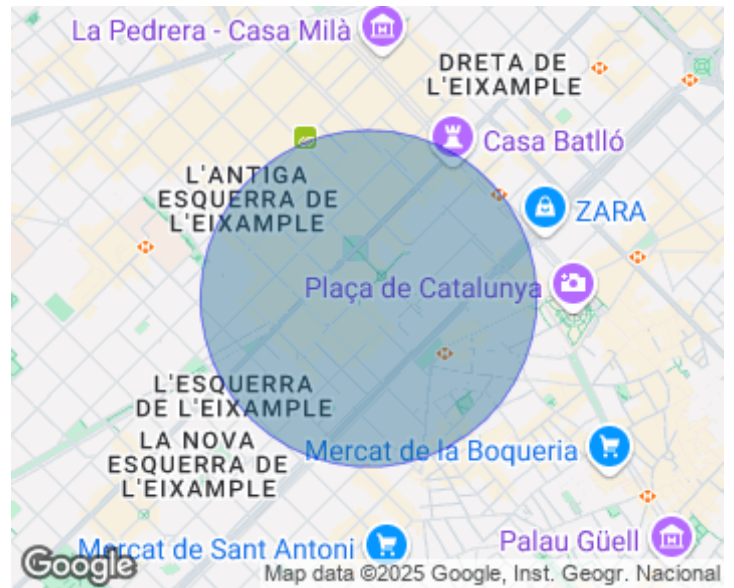 La Pedrera - Casa Milà
DRETA DE
L'EIXAMPLE
Casa Batlló
L'ANTIGA
ESQUERRA DE
L'EIXAMPLE
ZARA
Plaça de Catalunya
L'ESQUERRA
DE L'EIXAMPLE
LA NOVA
ESQUERRA DE
L'EIXAMPLE
Mercat de la Boqueria
Mercat de Sant Antoni
Palau Güell
Google
Map data ©2025 Google, Inst. Geogr. Nacional